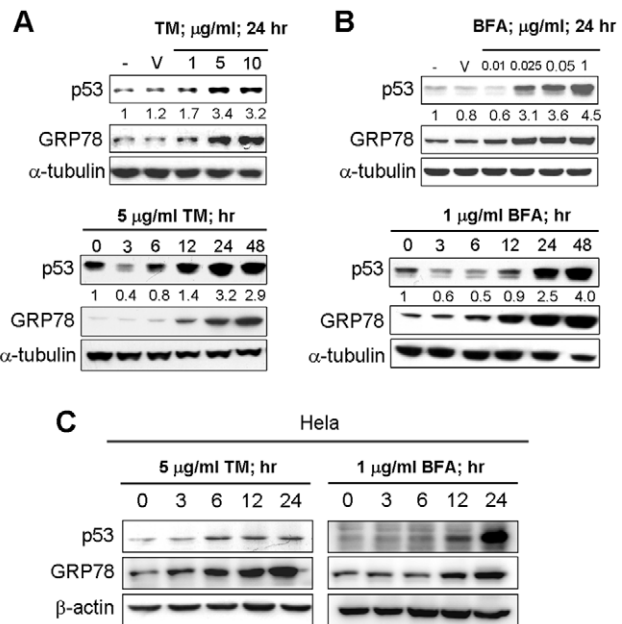 A
TM; μg/ml; 24 hr
- V 1 5 10
p53
1 1.2 1.7 3.4 3.2
GRP78
α-tubulin
5 μg/ml TM; hr
0 3 6 12 24 48
p53
1 0.4 0.8 1.4 3.2 2.9
GRP78
α-tubulin
B
BFA; μg/ml; 24 hr
- V 0.01 0.025 0.05 1
p53
1 0.8 0.6 3.1 3.6 4.5
GRP78
α-tubulin
1 μg/ml BFA; hr
0 3 6 12 24 48
p53
1 0.6 0.5 0.9 2.5 4.0
GRP78
α-tubulin
C
Hela
5 μg/ml TM; hr 1 μg/ml BFA; hr
0 3 6 12 24 0 3 6 12 24
p53
GRP78
β-actin